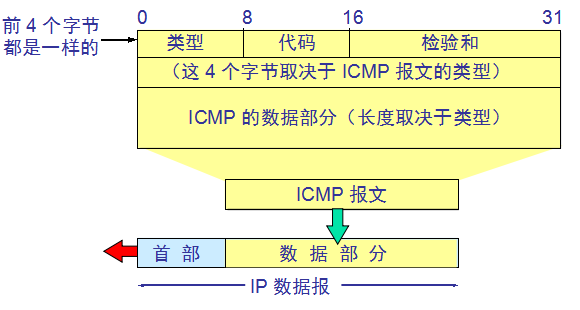 0 8 16 31
前 4 个字节
都是一样的
类型 代码 检验和
（这 4 个字节取决于 ICMP 报文的类型）
ICMP 的数据部分（长度取决于类型）
ICMP 报文
首 部 数 据 部 分
IP 数据报